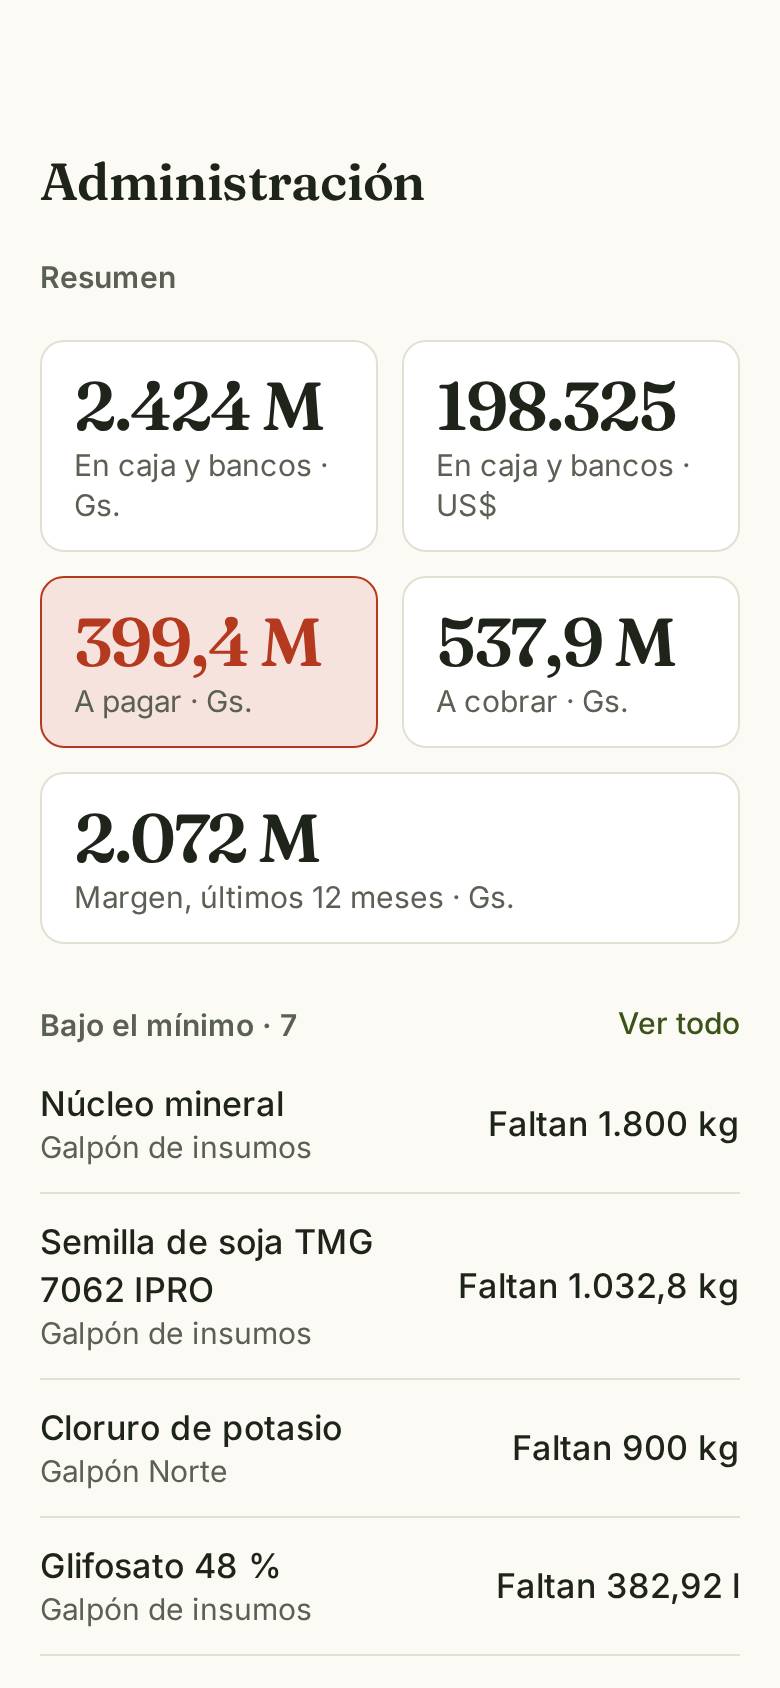 Administración
Resumen
2.424 M
En caja y bancos ·
Gs.
198.325
En caja y bancos ·
US$
399,4 M
A pagar · Gs.
537,9 M
A cobrar · Gs.
2.072 M
Margen, últimos 12 meses · Gs.
Bajo el mínimo · 7
Ver todo
Núcleo mineral
Galpón de insumos
Faltan 1.800 kg
Semilla de soja TMG
7062 IPRO
Galpón de insumos
Faltan 1.032,8 kg
Cloruro de potasio
Galpón Norte
Faltan 900 kg
Glifosato 48 %
Galpón de insumos
Faltan 382,92 l